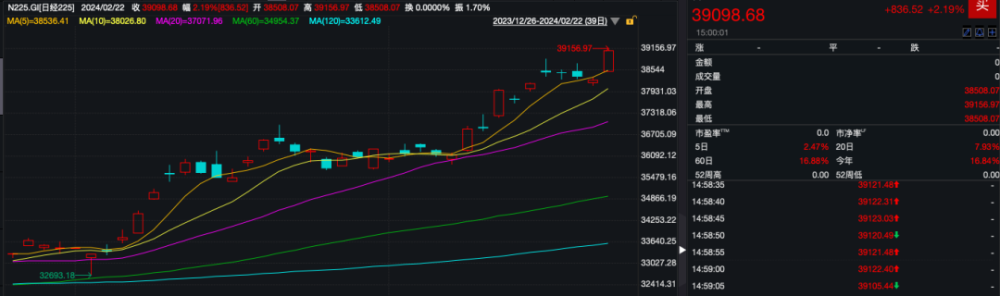 N225.GI[日经225] 2024/02/22 收 39098.68 幅 2.19%[836.52] 开 38508.07 高 39156.97 低 38508.07 换 0.0000% 振 1.70%
MA(5)=38536.41 MA(10)=38026.80 MA(20)=37071.96 MA(60)=34954.37 MA(120)=33612.49
2023/12/26-2024/02/22 (39日)
39156.97
32693.18
39156.97
38544
37931.03
37318.06
36705.09
36092.12
35479.16
34866.19
34253.22
33640.25
33027.28
32414.31
39098.68 +836.52 +2.19% 买
15:00:01
涨 - 平 - 跌 -
金额 0
成交量 0
开盘 38508.07
最高 39156.97
最低 38508.07
市盈率TTM 0.0 市净率LF 0.00
5日 2.47% 20日 7.93%
60日 16.86% 今年 16.84%
52周高 0.00 52周低 0.00
14:58:35 39121.48 -
14:58:40 39122.31 -
14:58:45 39123.03 -
14:58:50 39120.49 -
14:58:55 39121.48 -
14:59:00 39122.40 -
14:59:05 39105.44 -